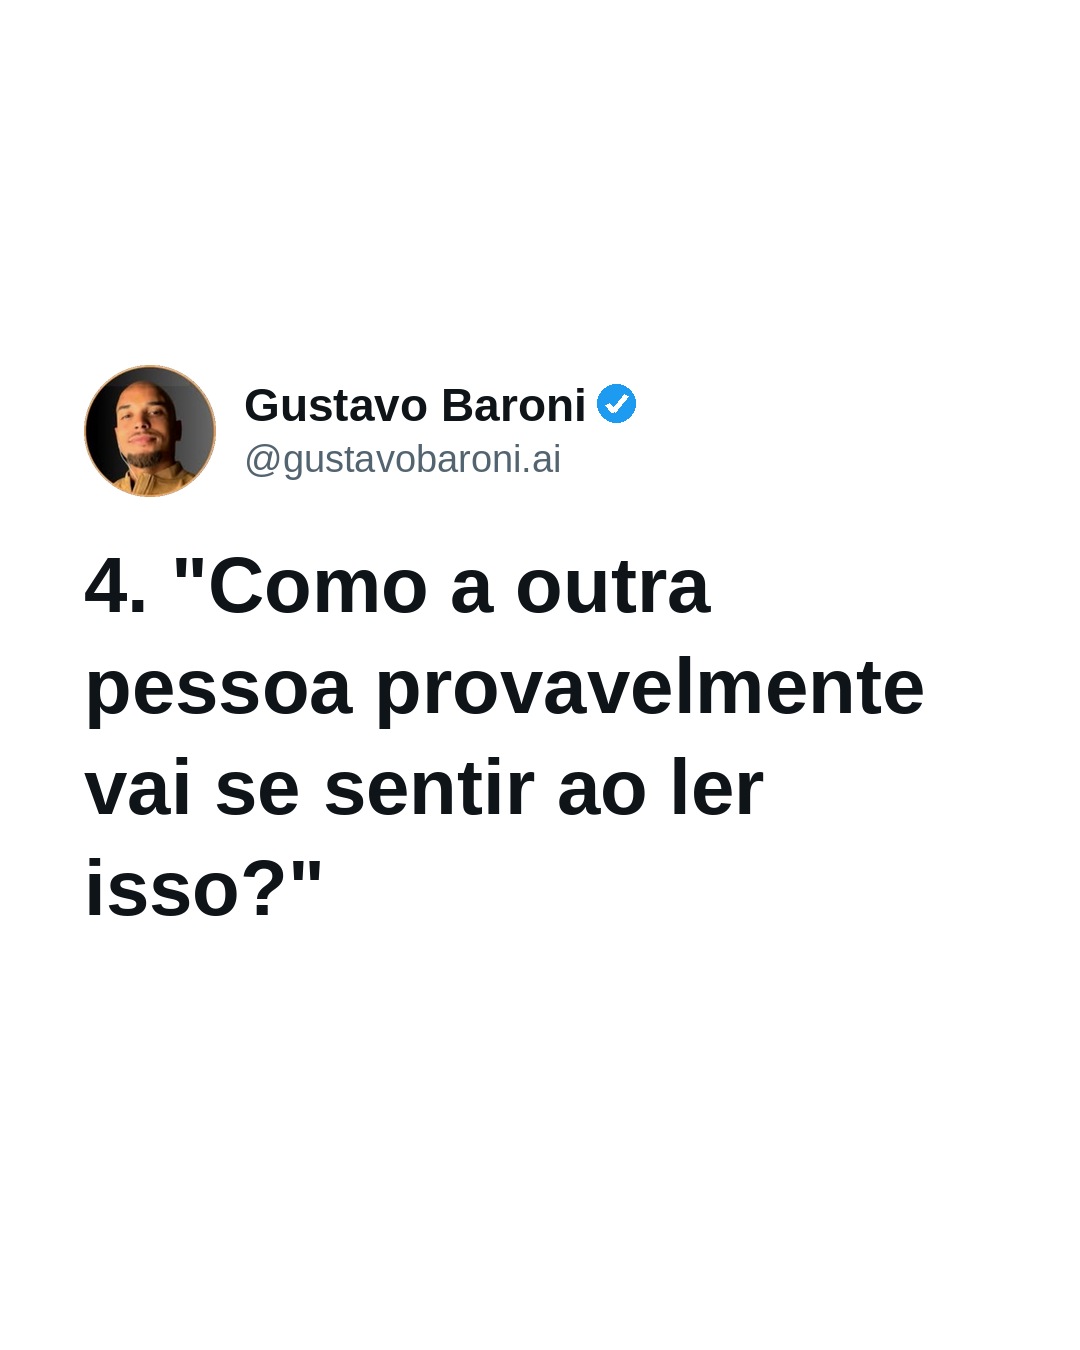 Gustavo Baroni
@gustavobaroni.ai
4. "Como a outra
pessoa provavelmente
vai se sentir ao ler
isso?"